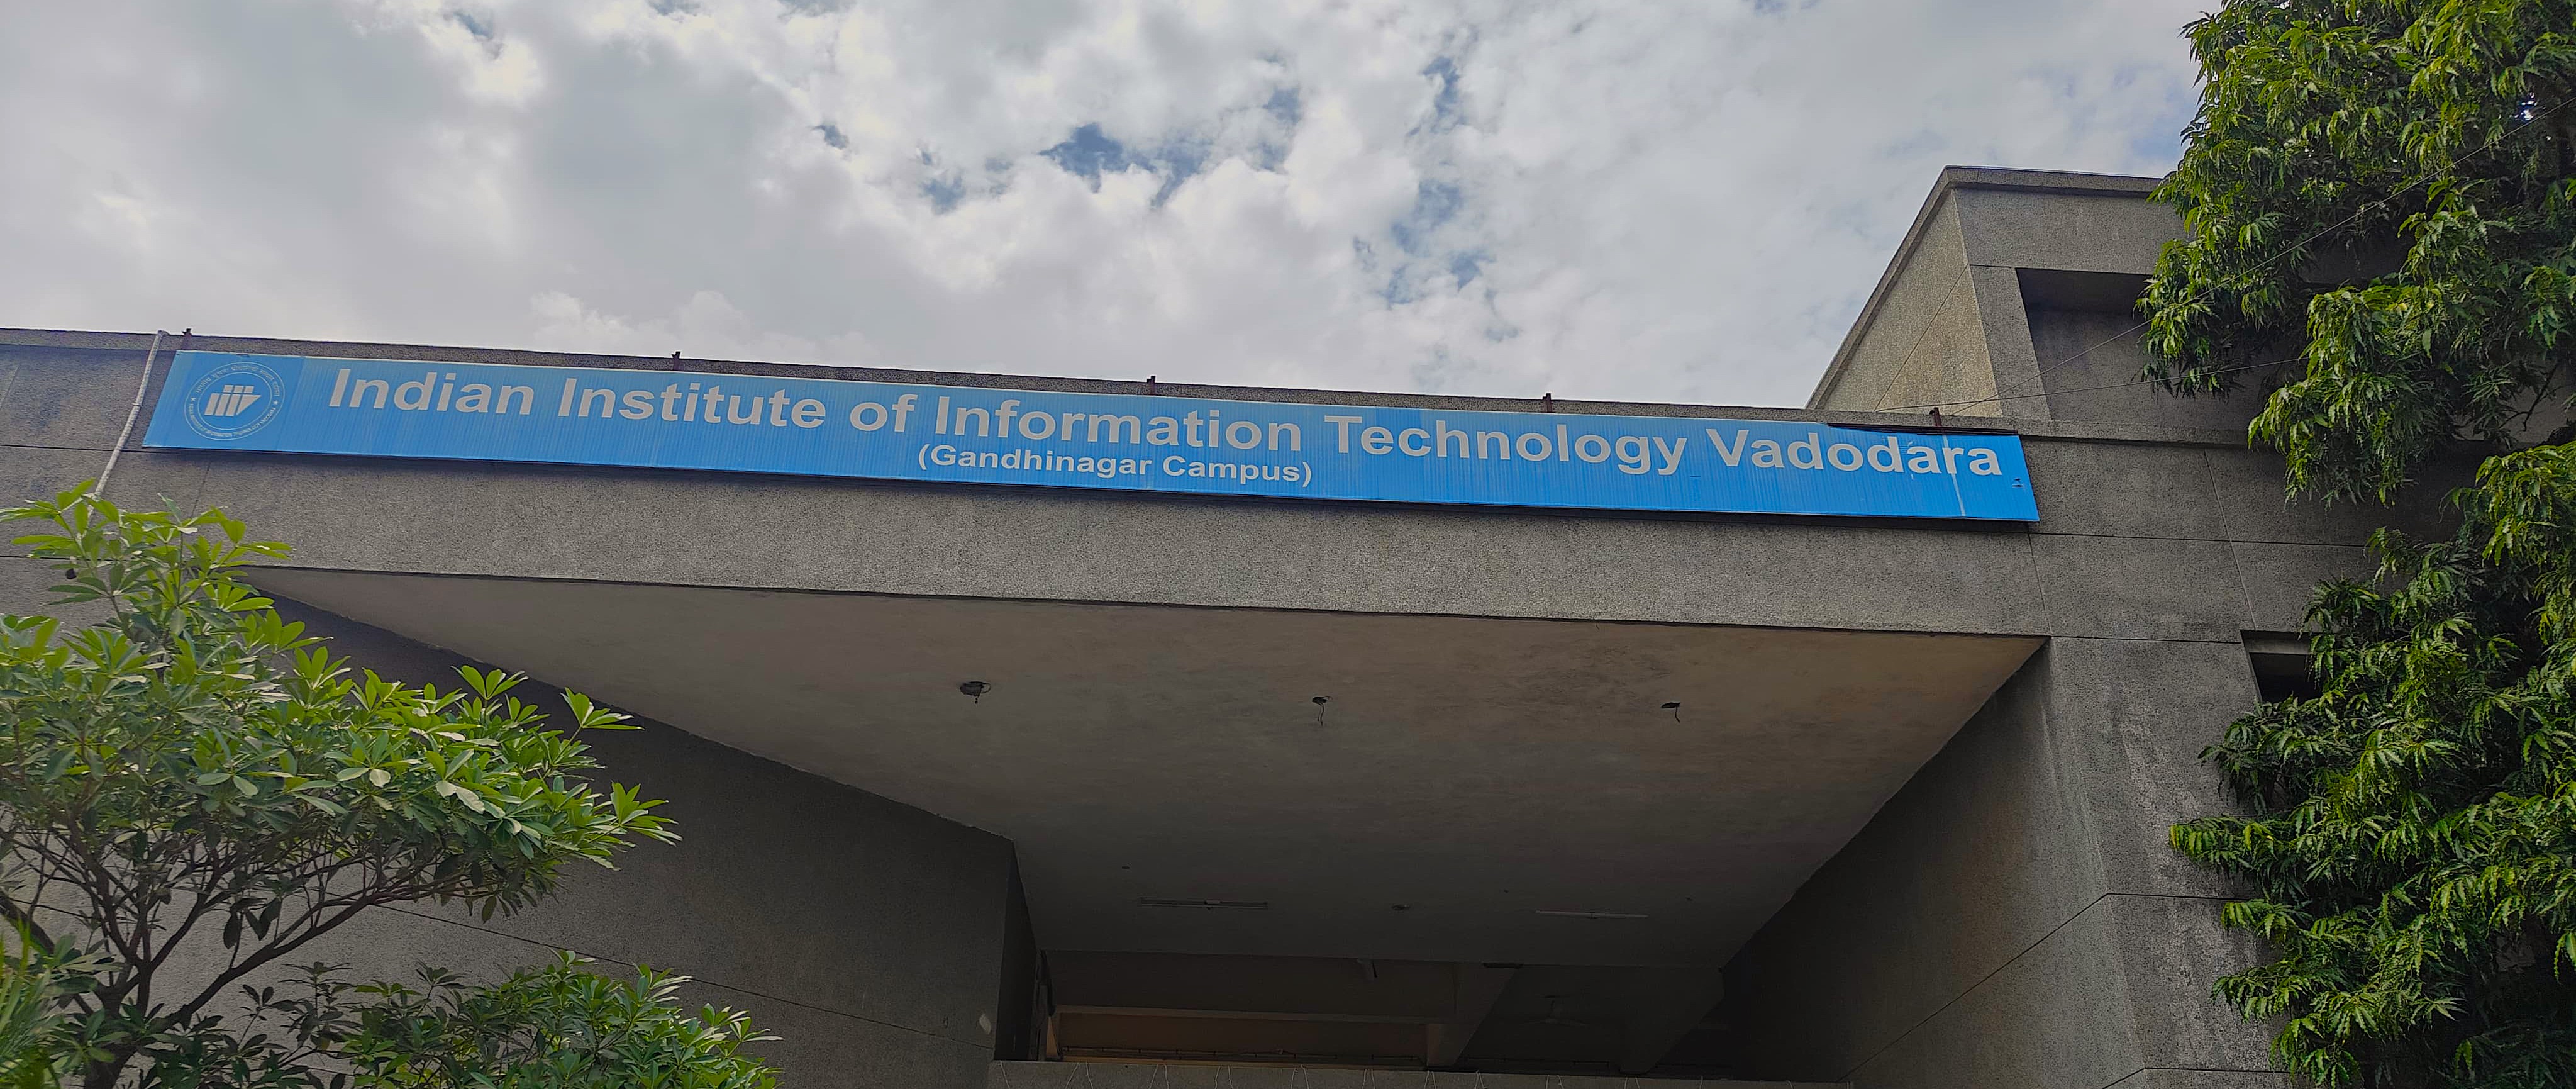 Indian Institute of Information Technology Vadodara
(Gandhinagar Campus)